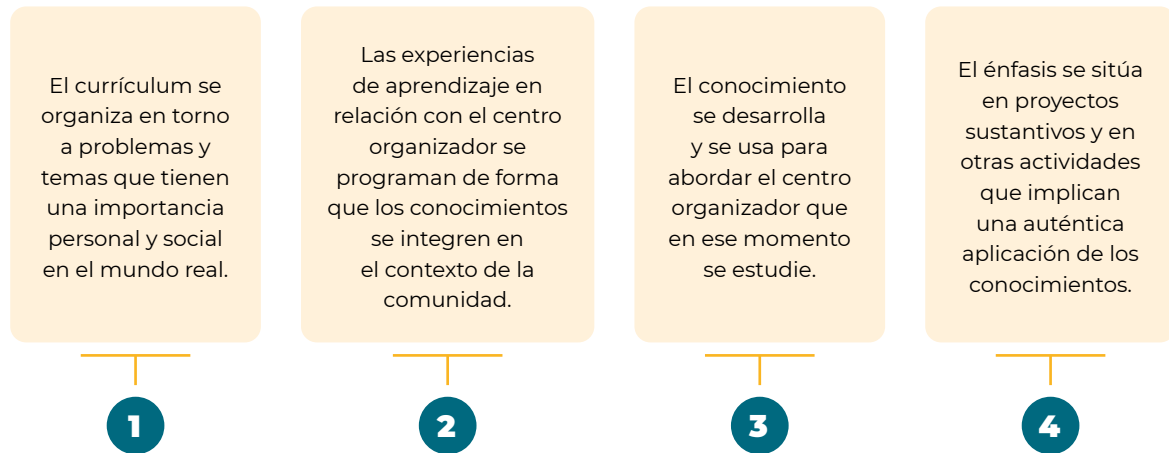 El currículum se
organiza en torno
a problemas y
temas que tienen
una importancia
personal y social
en el mundo real.
1
Las experiencias
de aprendizaje en
relación con el centro
organizador se
programan de forma
que los conocimientos
se integren en
el contexto de la
comunidad.
2
El conocimiento
se desarrolla
y se usa para
abordar el centro
organizador que
en ese momento
se estudie.
3
El énfasis se sitúa
en proyectos
sustantivos y en
otras actividades
que implican
una auténtica
aplicación de los
conocimientos.
4